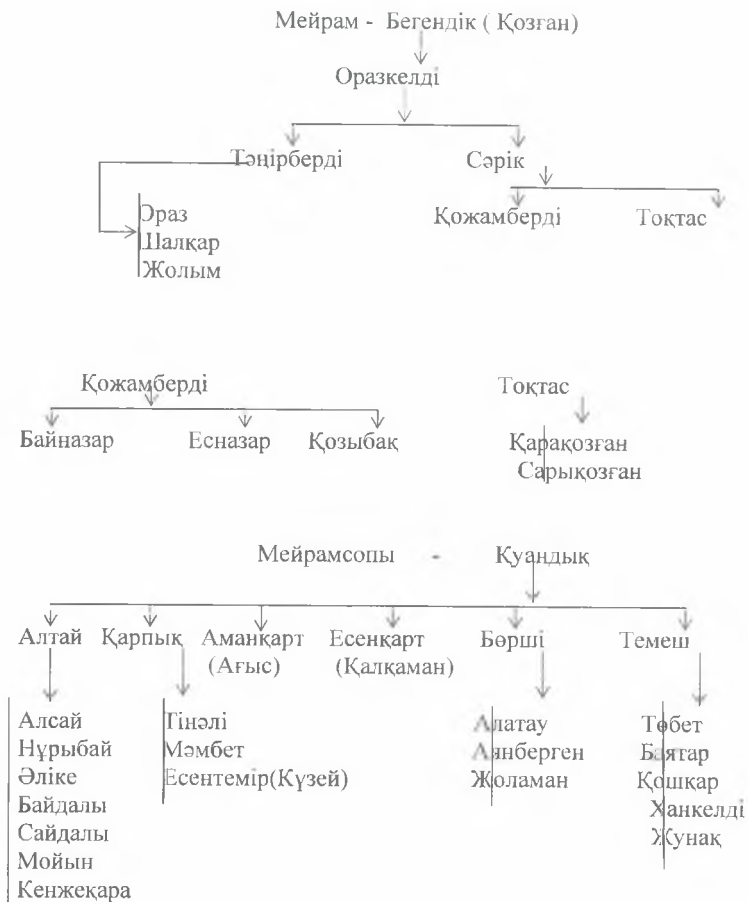 Мейрам - Бегендік ( Қозған)
Оразкелді
Тәңірберді Сәрік
Қожамберді Тоқтас
Ораз
Шалқар
Жолым
Қожамберді Тоқтас
Байназар Есназар Қозыбақ
Қарақозған
Сарықозған
Мейрамсопы - Қуандық
Алтай Қарпық Аманқарт Есенқарт Бөрші Темеш
(Ағыс) (Қалқаман)
Алсай Тінәлі Алатау Төбет
Нұрыбай Мәмбет Аянберген Баятар
Әліке Есентемір(Күзей) Жоламан Қошқар
Байдалы Ханкелді
Сайдалы Жунақ
Мойын
Кенжеқара